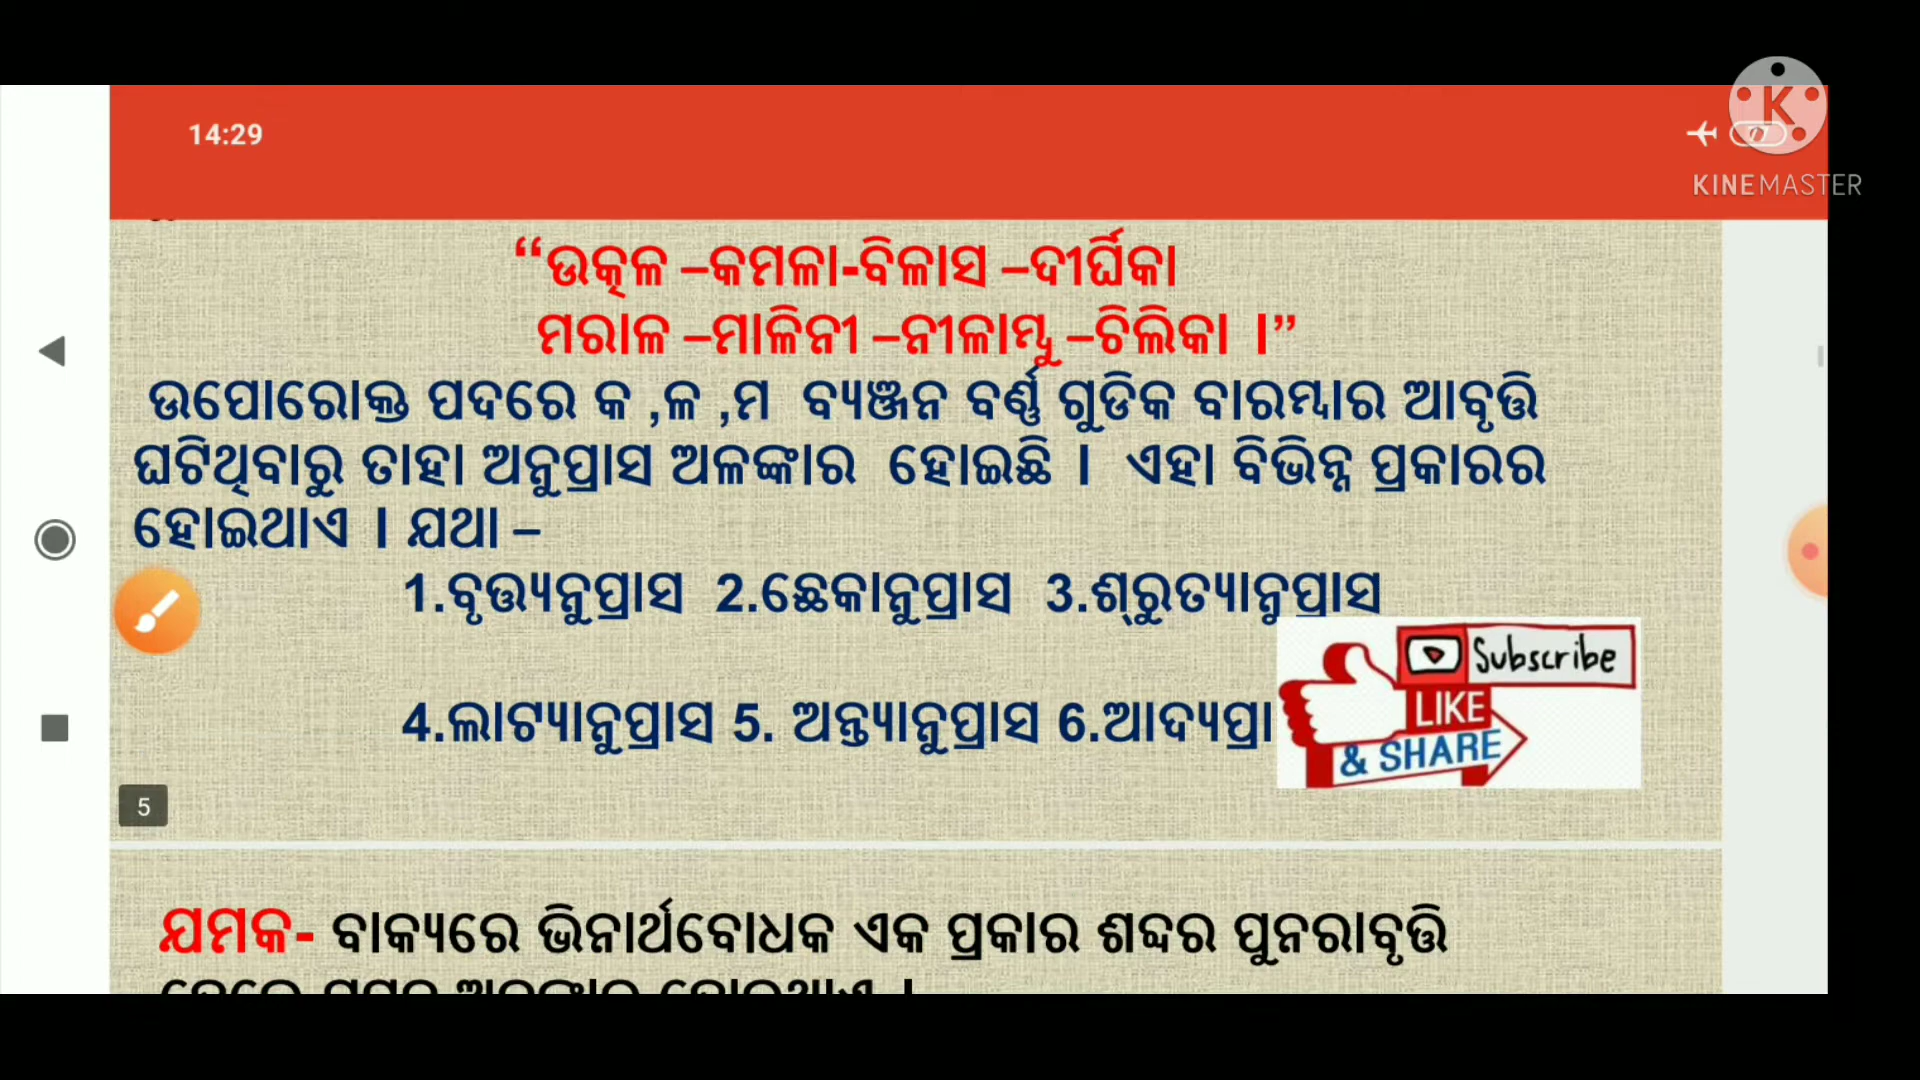 14:29
KINEMASTER
“ଉତ୍କଳ –କମଳା-ବିଳାସ –ଦୀର୍ଘିକା
ମରାଳ –ମାଳିନୀ –ନୀଳାମ୍ବୁ –ଚିଲିକା ।”
ଉପୋରୋକ୍ତ ପଦରେ କ ,ଳ ,ମ ବ୍ୟଞ୍ଜନ ବର୍ଣ୍ଣ ଗୁଡିକ ବାରମ୍ବାର ଆବୃତ୍ତି
ଘଟିଥିବାରୁ ତାହା ଅନୁପ୍ରାସ ଅଳଙ୍କାର ହୋଇଛି । ଏହା ବିଭିନ୍ନ ପ୍ରକାରର
ହୋଇଥାଏ । ଯଥା –
1.ବୃତ୍ତ୍ୟନୁପ୍ରାସ 2.ଛେକାନୁପ୍ରାସ 3.ଶ୍ରୁତ୍ୟାନୁପ୍ରାସ
4.ଲାଟ୍ୟାନୁପ୍ରାସ 5. ଅନ୍ତ୍ୟାନୁପ୍ରାସ 6.ଆଦ୍ୟପ୍ରା
Subscribe
LIKE
& SHARE
5
ଯମକ- ବାକ୍ୟରେ ଭିନାର୍ଥବୋଧକ ଏକ ପ୍ରକାର ଶବ୍ଦର ପୁନରାବୃତ୍ତି